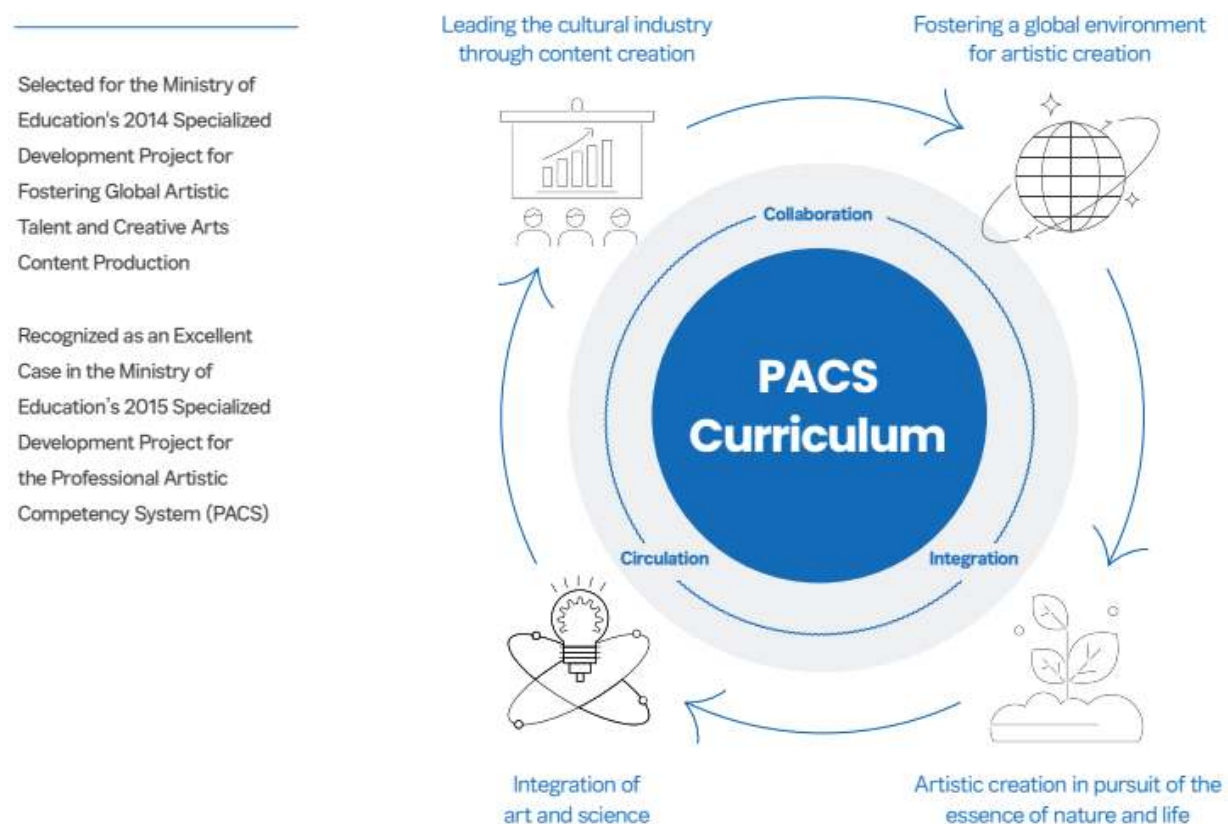 Selected for the Ministry of
Education's 2014 Specialized
Development Project for
Fostering Global Artistic
Talent and Creative Arts
Content Production
Recognized as an Excellent
Case in the Ministry of
Education's 2015 Specialized
Development Project for
the Professional Artistic
Competency System (PACS)
Leading the cultural industry
through content creation
Fostering a global environment
for artistic creation
Collaboration
PACS
Curriculum
Circulation
Integration
Integration of
art and science
Artistic creation in pursuit of the
essence of nature and life